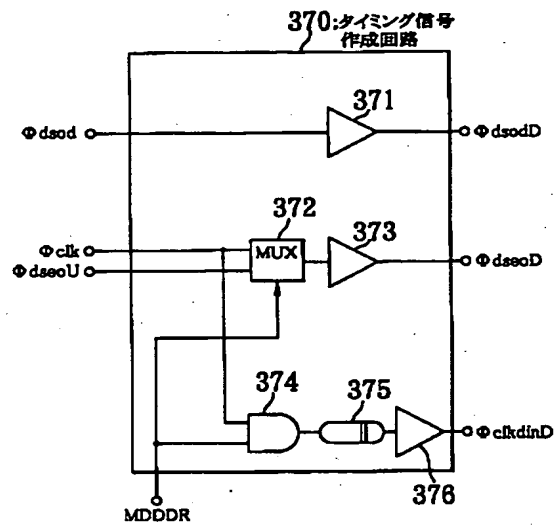 370:タイミング信号
作成回路
371
Φdsod
ΦdsodD
372
373
Φclk
ΦdseoU
MUX
ΦdseoD
374
375
ΦclkdinD
376
MDDDR